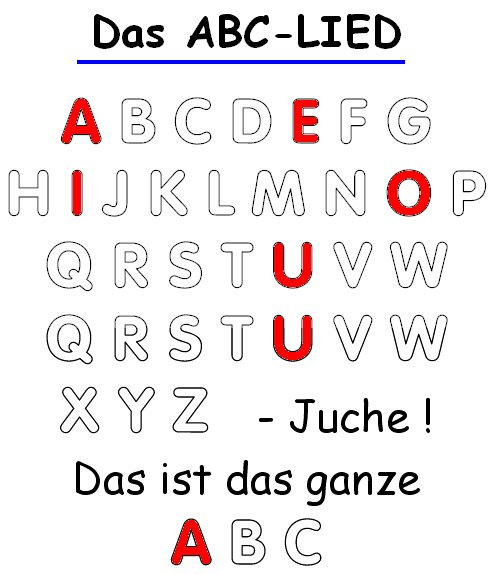 Das ABC-LIED
A B C D E F G
H I J K L M N O P
Q R S T U V W
Q R S T U V W
X Y Z - Juche !
Das ist das ganze
A B C